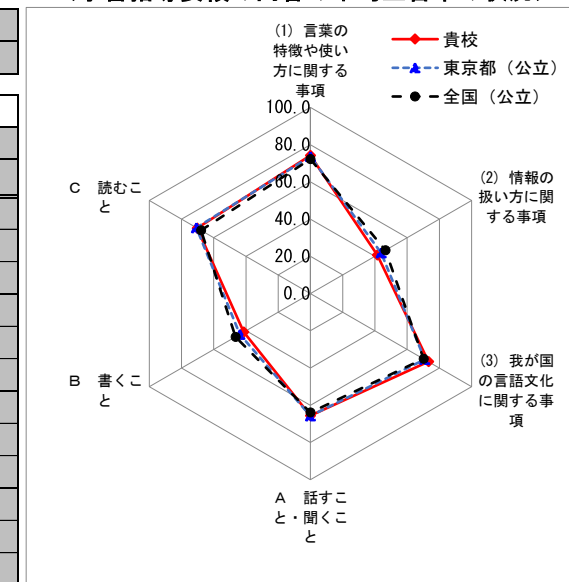 (1) 言葉の
特徴や使い
方に関する
事項
貴校
東京都（公立）
全国（公立）
100.0
80.0
60.0
40.0
20.0
0.0
(2) 情報の
扱い方に関
する事項
(3) 我が国
の言語文化
に関する事
項
A 話すこ
と・聞くこ
と
B 書くこ
と
C 読むこ
と